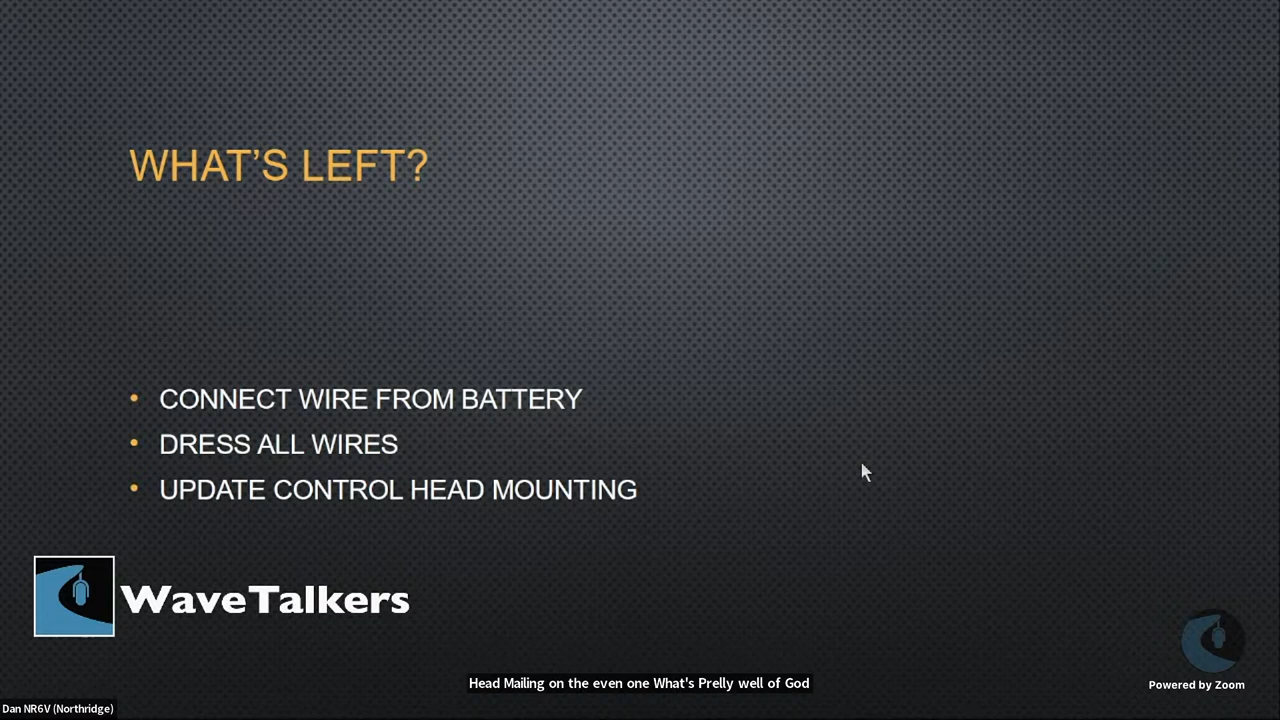 WHAT'S LEFT?
• CONNECT WIRE FROM BATTERY
• DRESS ALL WIRES
• UPDATE CONTROL HEAD MOUNTING
WaveTalkers
Head Mailing on the even one What's Prelly well of God
Powered by Zoom
Dan NR6V (Northridge)